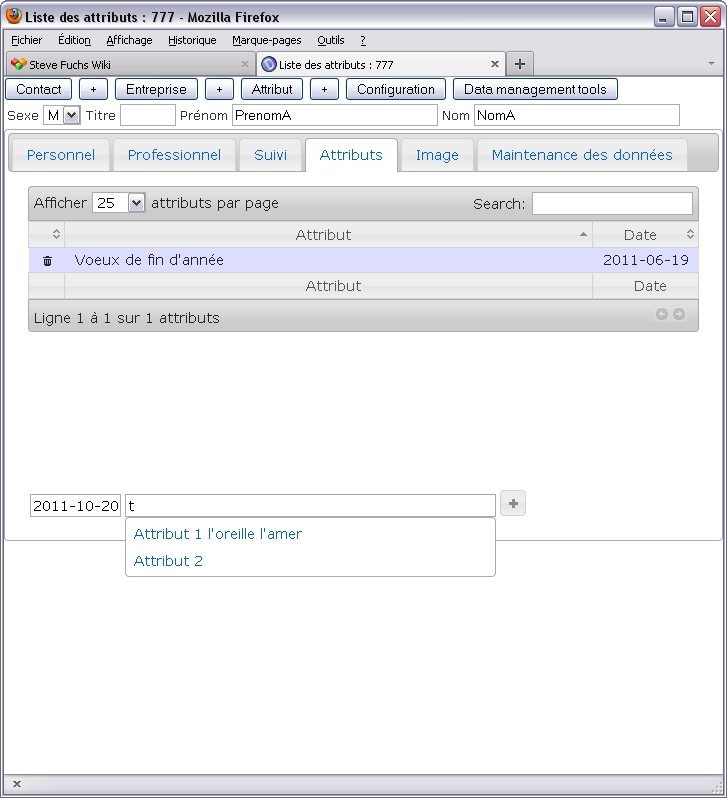 Liste des attributs : 777 - Mozilla Firefox
Fichier Édition Affichage Historique Marque-pages Outils ?
Steve Fuchs Wiki Liste des attributs : 777
Contact + Entreprise + Attribut + Configuration Data management tools
Sexe M Titre Prénom PrenomA Nom NomA
Personnel Professionnel Suivi Attributs Image Maintenance des données
Afficher 25 attributs par page Search:
Attribut Date
Voeux de fin d'année 2011-06-19
Attribut Date
Ligne 1 à 1 sur 1 attributs
2011-10-20 t +
Attribut 1 l'oreille l'amer
Attribut 2
x